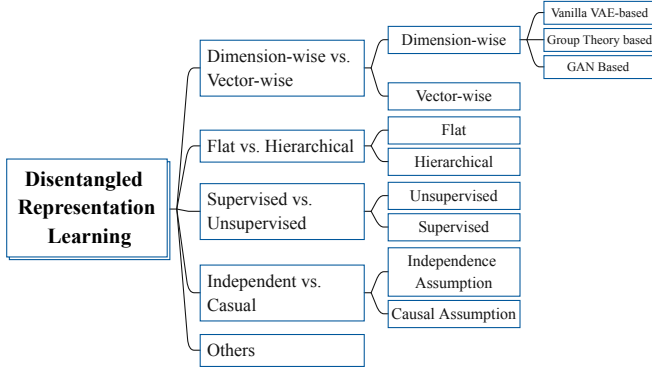 Disentangled
Representation
Learning
Dimension-wise vs.
Vector-wise
Dimension-wise
Vanilla VAE-based
Group Theory based
GAN Based
Vector-wise
Flat vs. Hierarchical
Flat
Hierarchical
Supervised vs.
Unsupervised
Unsupervised
Supervised
Independent vs.
Casual
Independence
Assumption
Causal Assumption
Others